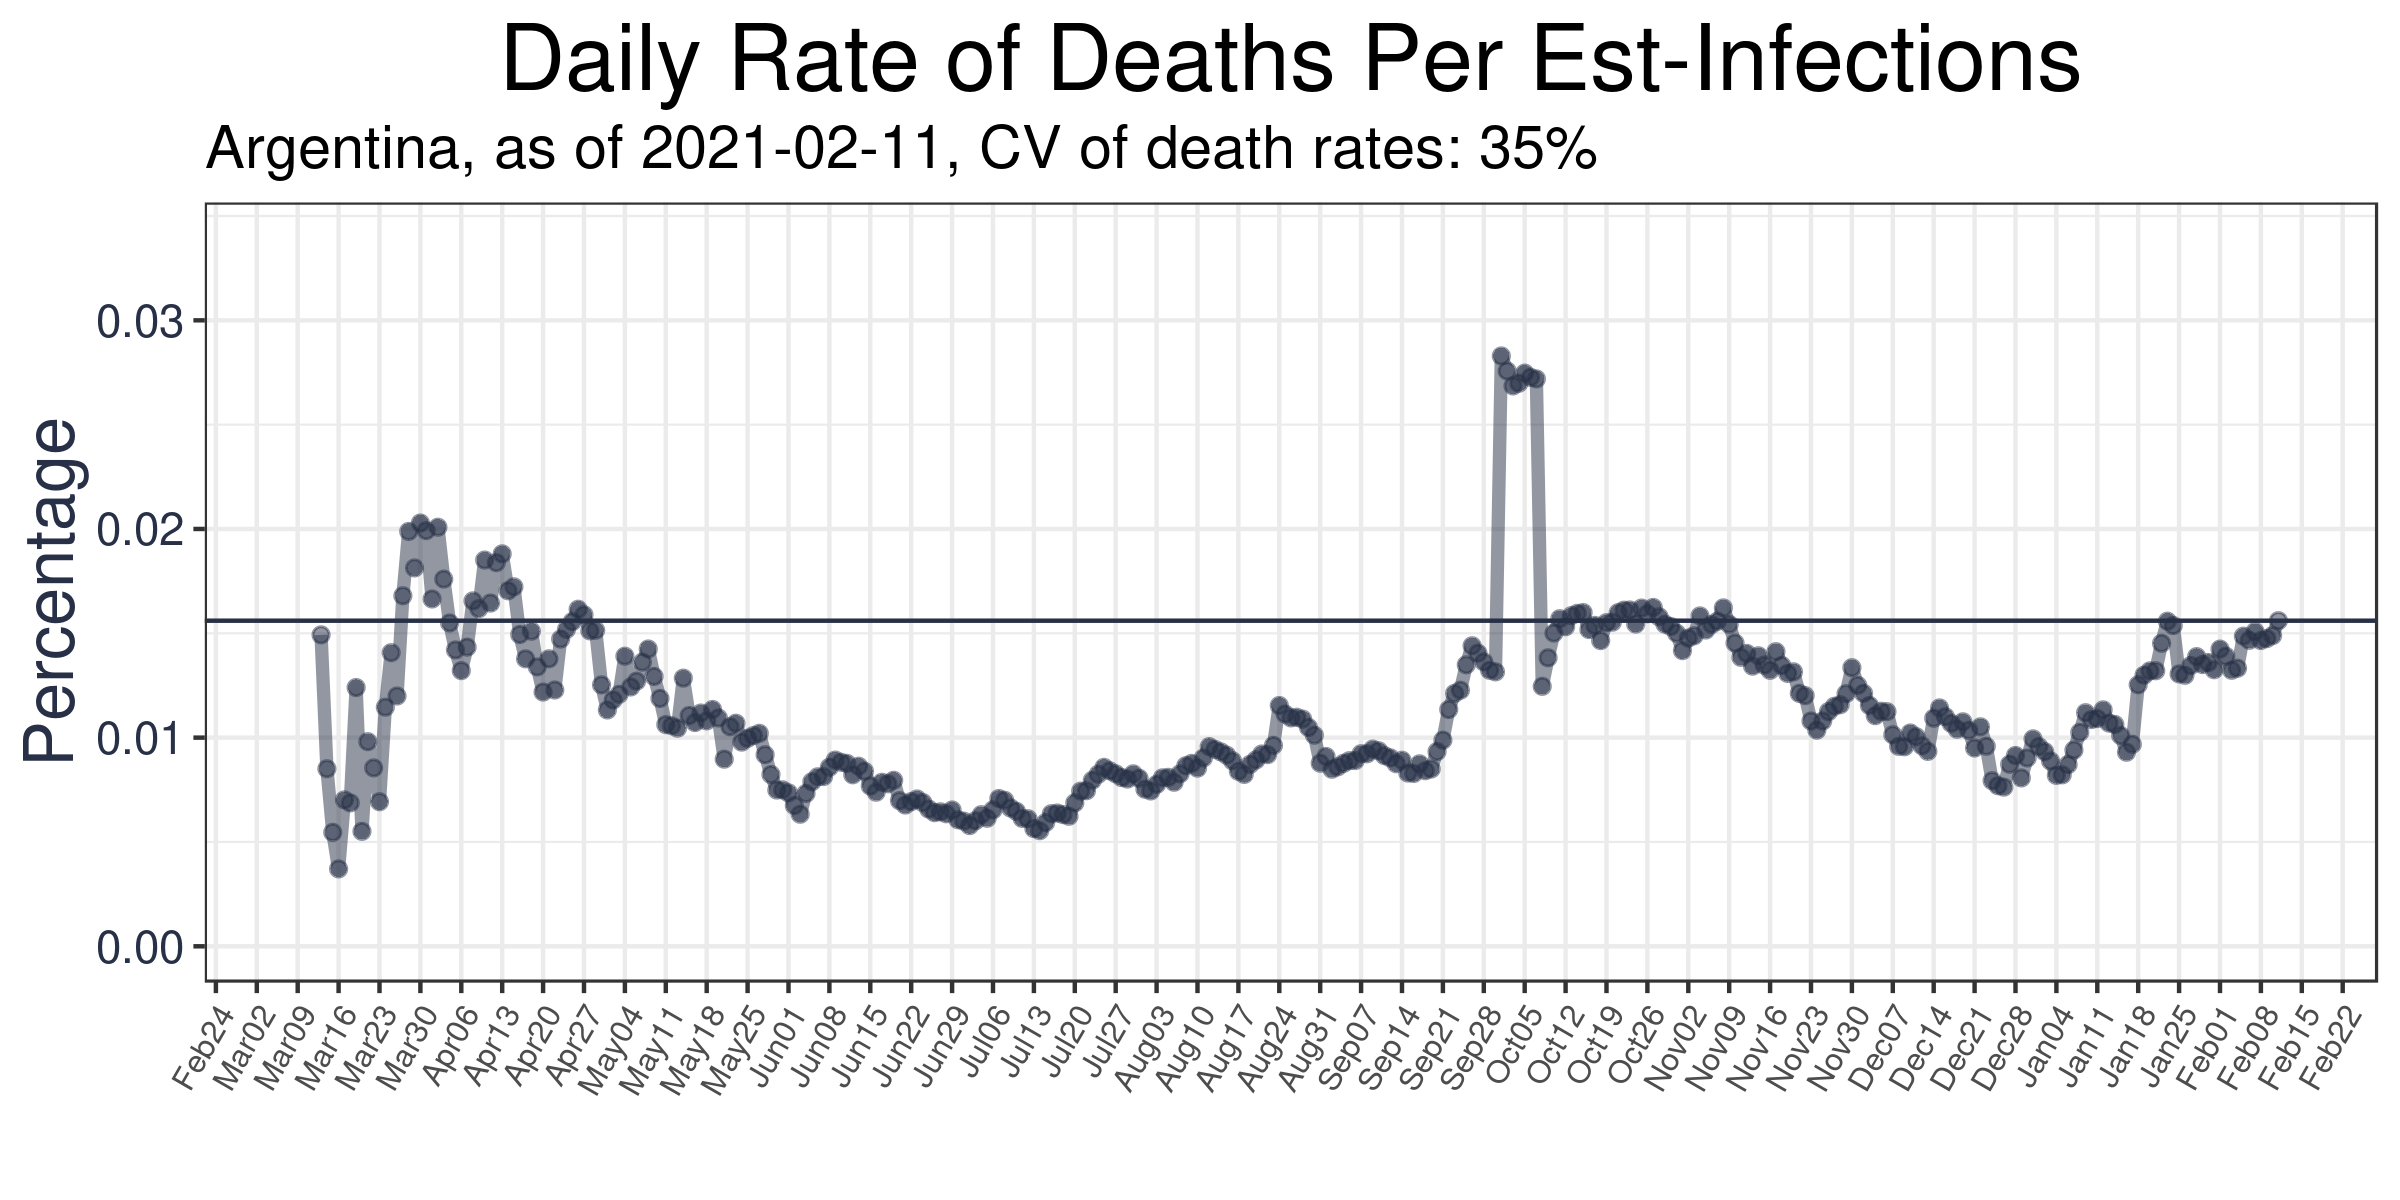 Daily Rate of Deaths Per Est-Infections
Argentina, as of 2021-02-11, CV of death rates: 35%
Percentage
0.03
0.02
0.01
0.00
Feb24
Mar02
Mar09
Mar16
Mar23
Mar30
Apr06
Apr13
Apr20
Apr27
May04
May11
May18
May25
Jun01
Jun08
Jun15
Jun22
Jun29
Jul06
Jul13
Jul20
Jul27
Aug03
Aug10
Aug17
Aug24
Aug31
Sep07
Sep14
Sep21
Sep28
Oct05
Oct12
Oct19
Oct26
Nov02
Nov09
Nov16
Nov23
Nov30
Dec07
Dec14
Dec21
Dec28
Jan04
Jan11
Jan18
Jan25
Feb01
Feb08
Feb15
Feb22